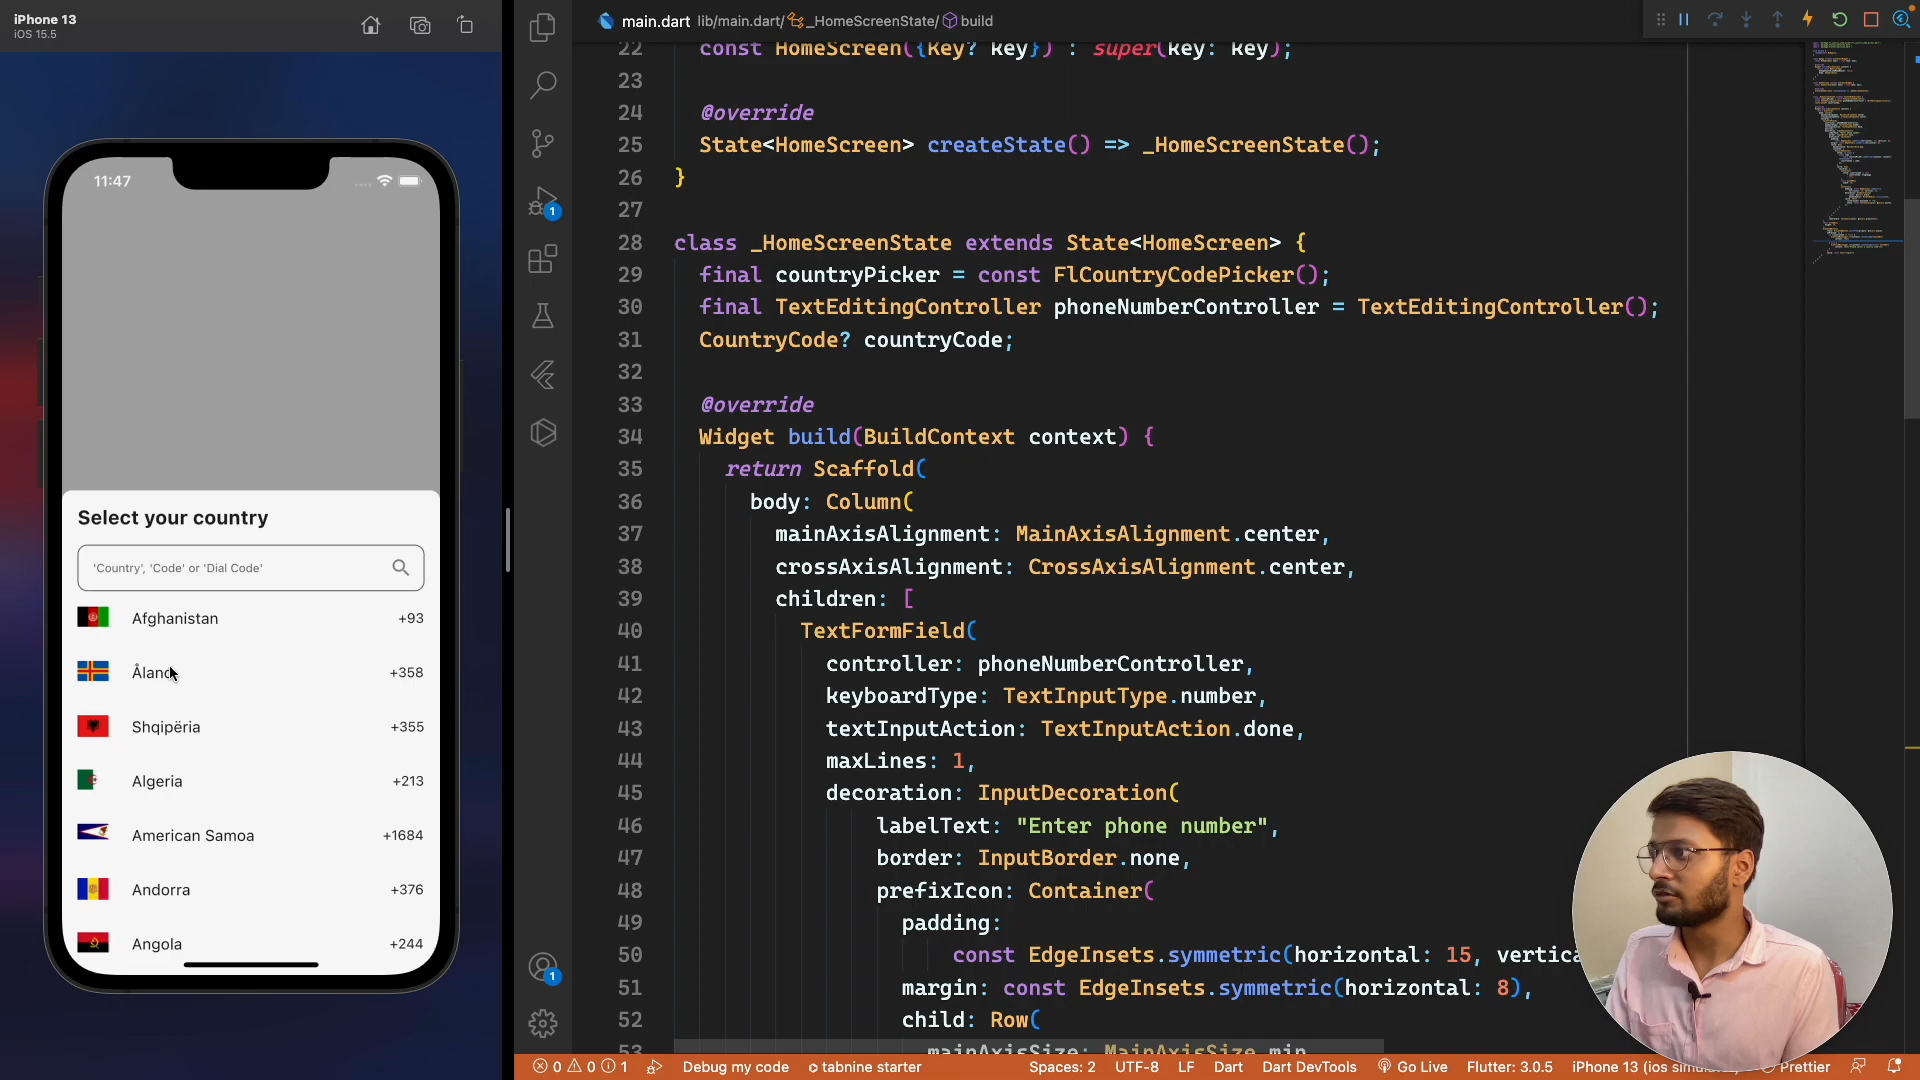 iPhone 13
iOS 15.5
11:47
Select your country
'Country', 'Code' or 'Dial Code'
Afghanistan +93
Åland +358
Shqipëria +355
Algeria +213
American Samoa +1684
Andorra +376
Angola +244
main.dart lib/main.dart/ _HomeScreenState/ build
22 const HomeScreen({Key? key}) : super(key: key);
23
24 @override
25 State<HomeScreen> createState() => _HomeScreenState();
26 }
27
28 class _HomeScreenState extends State<HomeScreen> {
29 final countryPicker = const FlCountryCodePicker();
30 final TextEditingController phoneNumberController = TextEditingController();
31 CountryCode? countryCode;
32
33 @override
34 Widget build(BuildContext context) {
35 return Scaffold(
36 body: Column(
37 mainAxisAlignment: MainAxisAlignment.center,
38 crossAxisAlignment: CrossAxisAlignment.center,
39 children: [
40 TextFormField(
41 controller: phoneNumberController,
42 keyboardType: TextInputType.number,
43 textInputAction: TextInputAction.done,
44 maxLines: 1,
45 decoration: InputDecoration(
46 labelText: "Enter phone number",
47 border: InputBorder.none,
48 prefixIcon: Container(
49 padding:
50 const EdgeInsets.symmetric(horizontal: 15, vertica
51 margin: const EdgeInsets.symmetric(horizontal: 8),
52 child: Row(
53 mainAxisSize: MainAxisSize.min
1
1
0 0 1 Debug my code tabnine starter Spaces: 2 UTF-8 LF Dart Dart DevTools Go Live Flutter: 3.0.5 iPhone 13 (ios Prettier